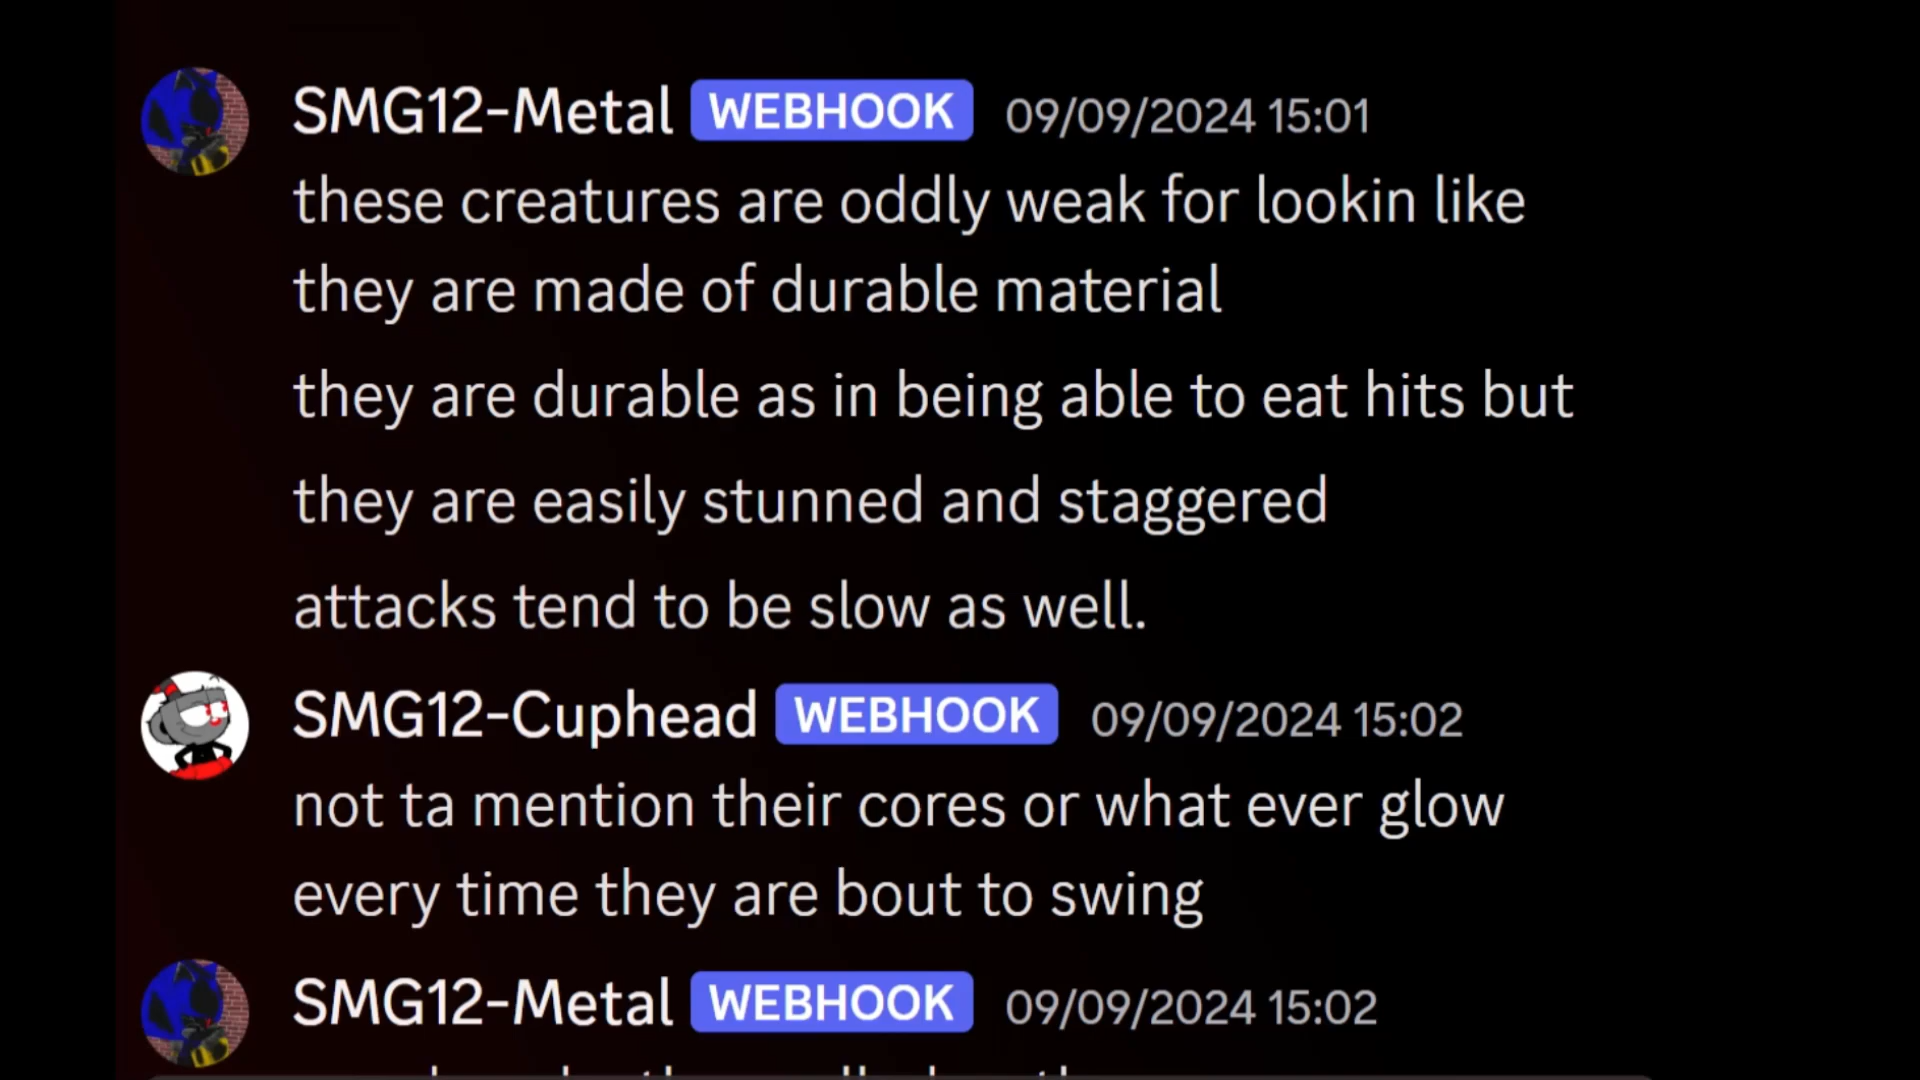 SMG12-Metal WEBHOOK 09/09/2024 15:01
these creatures are oddly weak for lookin like
they are made of durable material
they are durable as in being able to eat hits but
they are easily stunned and staggered
attacks tend to be slow as well.
SMG12-Cuphead WEBHOOK 09/09/2024 15:02
not ta mention their cores or what ever glow
every time they are bout to swing
SMG12-Metal WEBHOOK 09/09/2024 15:02